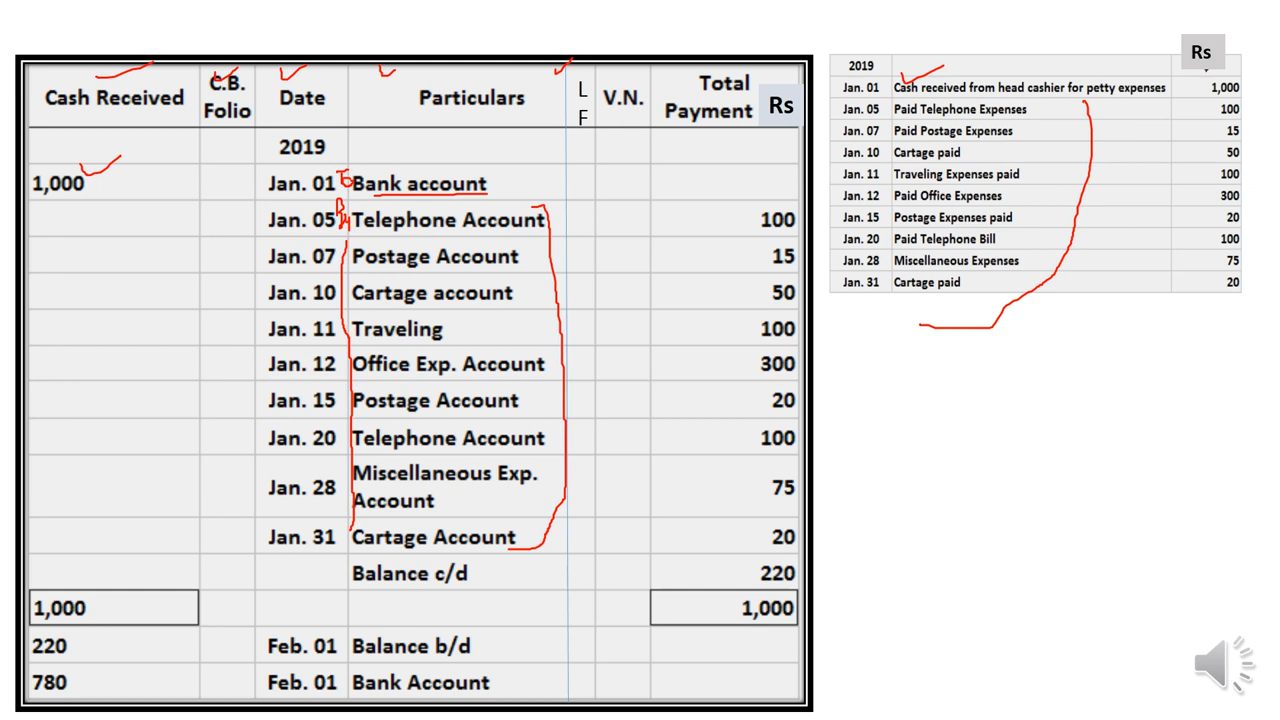 Cash Received C.B. Folio Date Particulars L F V.N. Total Payment Rs
2019
1,000 Jan. 01 To Bank account
Jan. 05 By Telephone Account 100
Jan. 07 Postage Account 15
Jan. 10 Cartage account 50
Jan. 11 Traveling 100
Jan. 12 Office Exp. Account 300
Jan. 15 Postage Account 20
Jan. 20 Telephone Account 100
Jan. 28 Miscellaneous Exp. Account 75
Jan. 31 Cartage Account 20
Balance c/d 220
1,000 1,000
220 Feb. 01 Balance b/d
780 Feb. 01 Bank Account
Rs
2019
Jan. 01 Cash received from head cashier for petty expenses 1,000
Jan. 05 Paid Telephone Expenses 100
Jan. 07 Paid Postage Expenses 15
Jan. 10 Cartage paid 50
Jan. 11 Traveling Expenses paid 100
Jan. 12 Paid Office Expenses 300
Jan. 15 Postage Expenses paid 20
Jan. 20 Paid Telephone Bill 100
Jan. 28 Miscellaneous Expenses 75
Jan. 31 Cartage paid 20